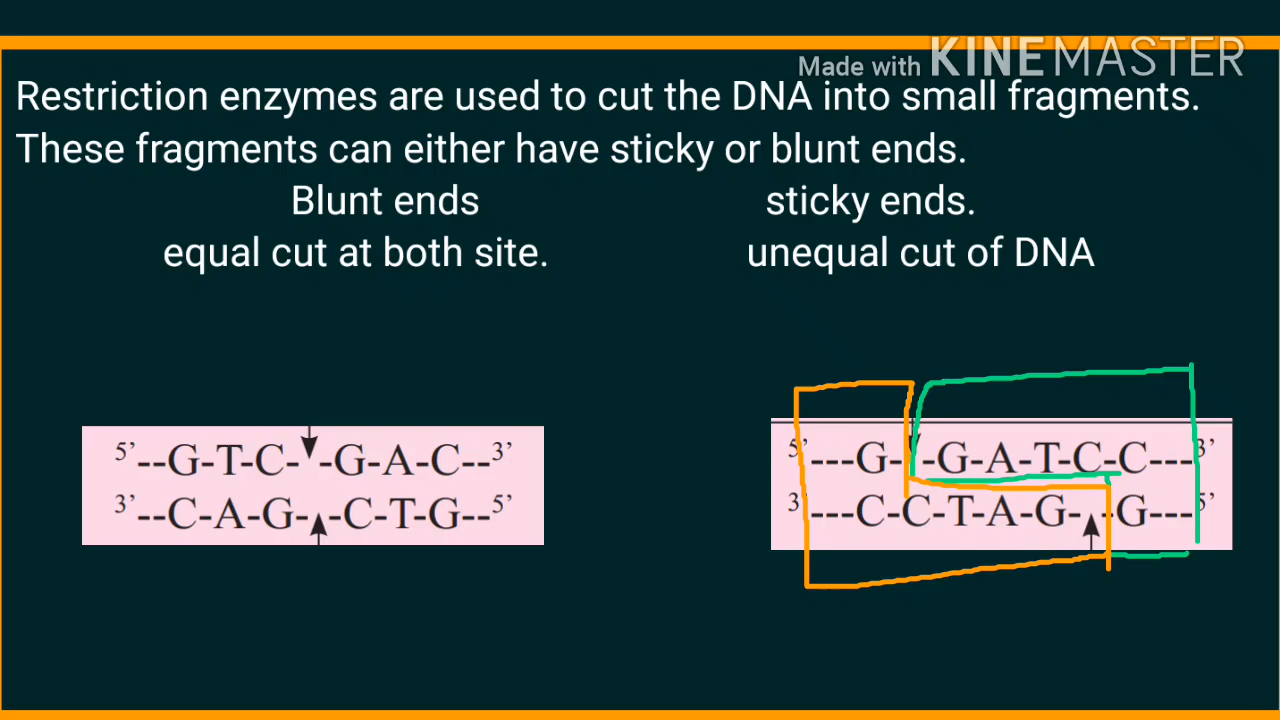 Made with KINEMASTER
Restriction enzymes are used to cut the DNA into small fragments.
These fragments can either have sticky or blunt ends.
Blunt ends sticky ends.
equal cut at both site. unequal cut of DNA
5’--G-T-C- -G-A-C--3’
3’--C-A-G- -C-T-G--5’
5’---G- -G-A-T-C-C---3’
3’---C-C-T-A-G- -G---5’